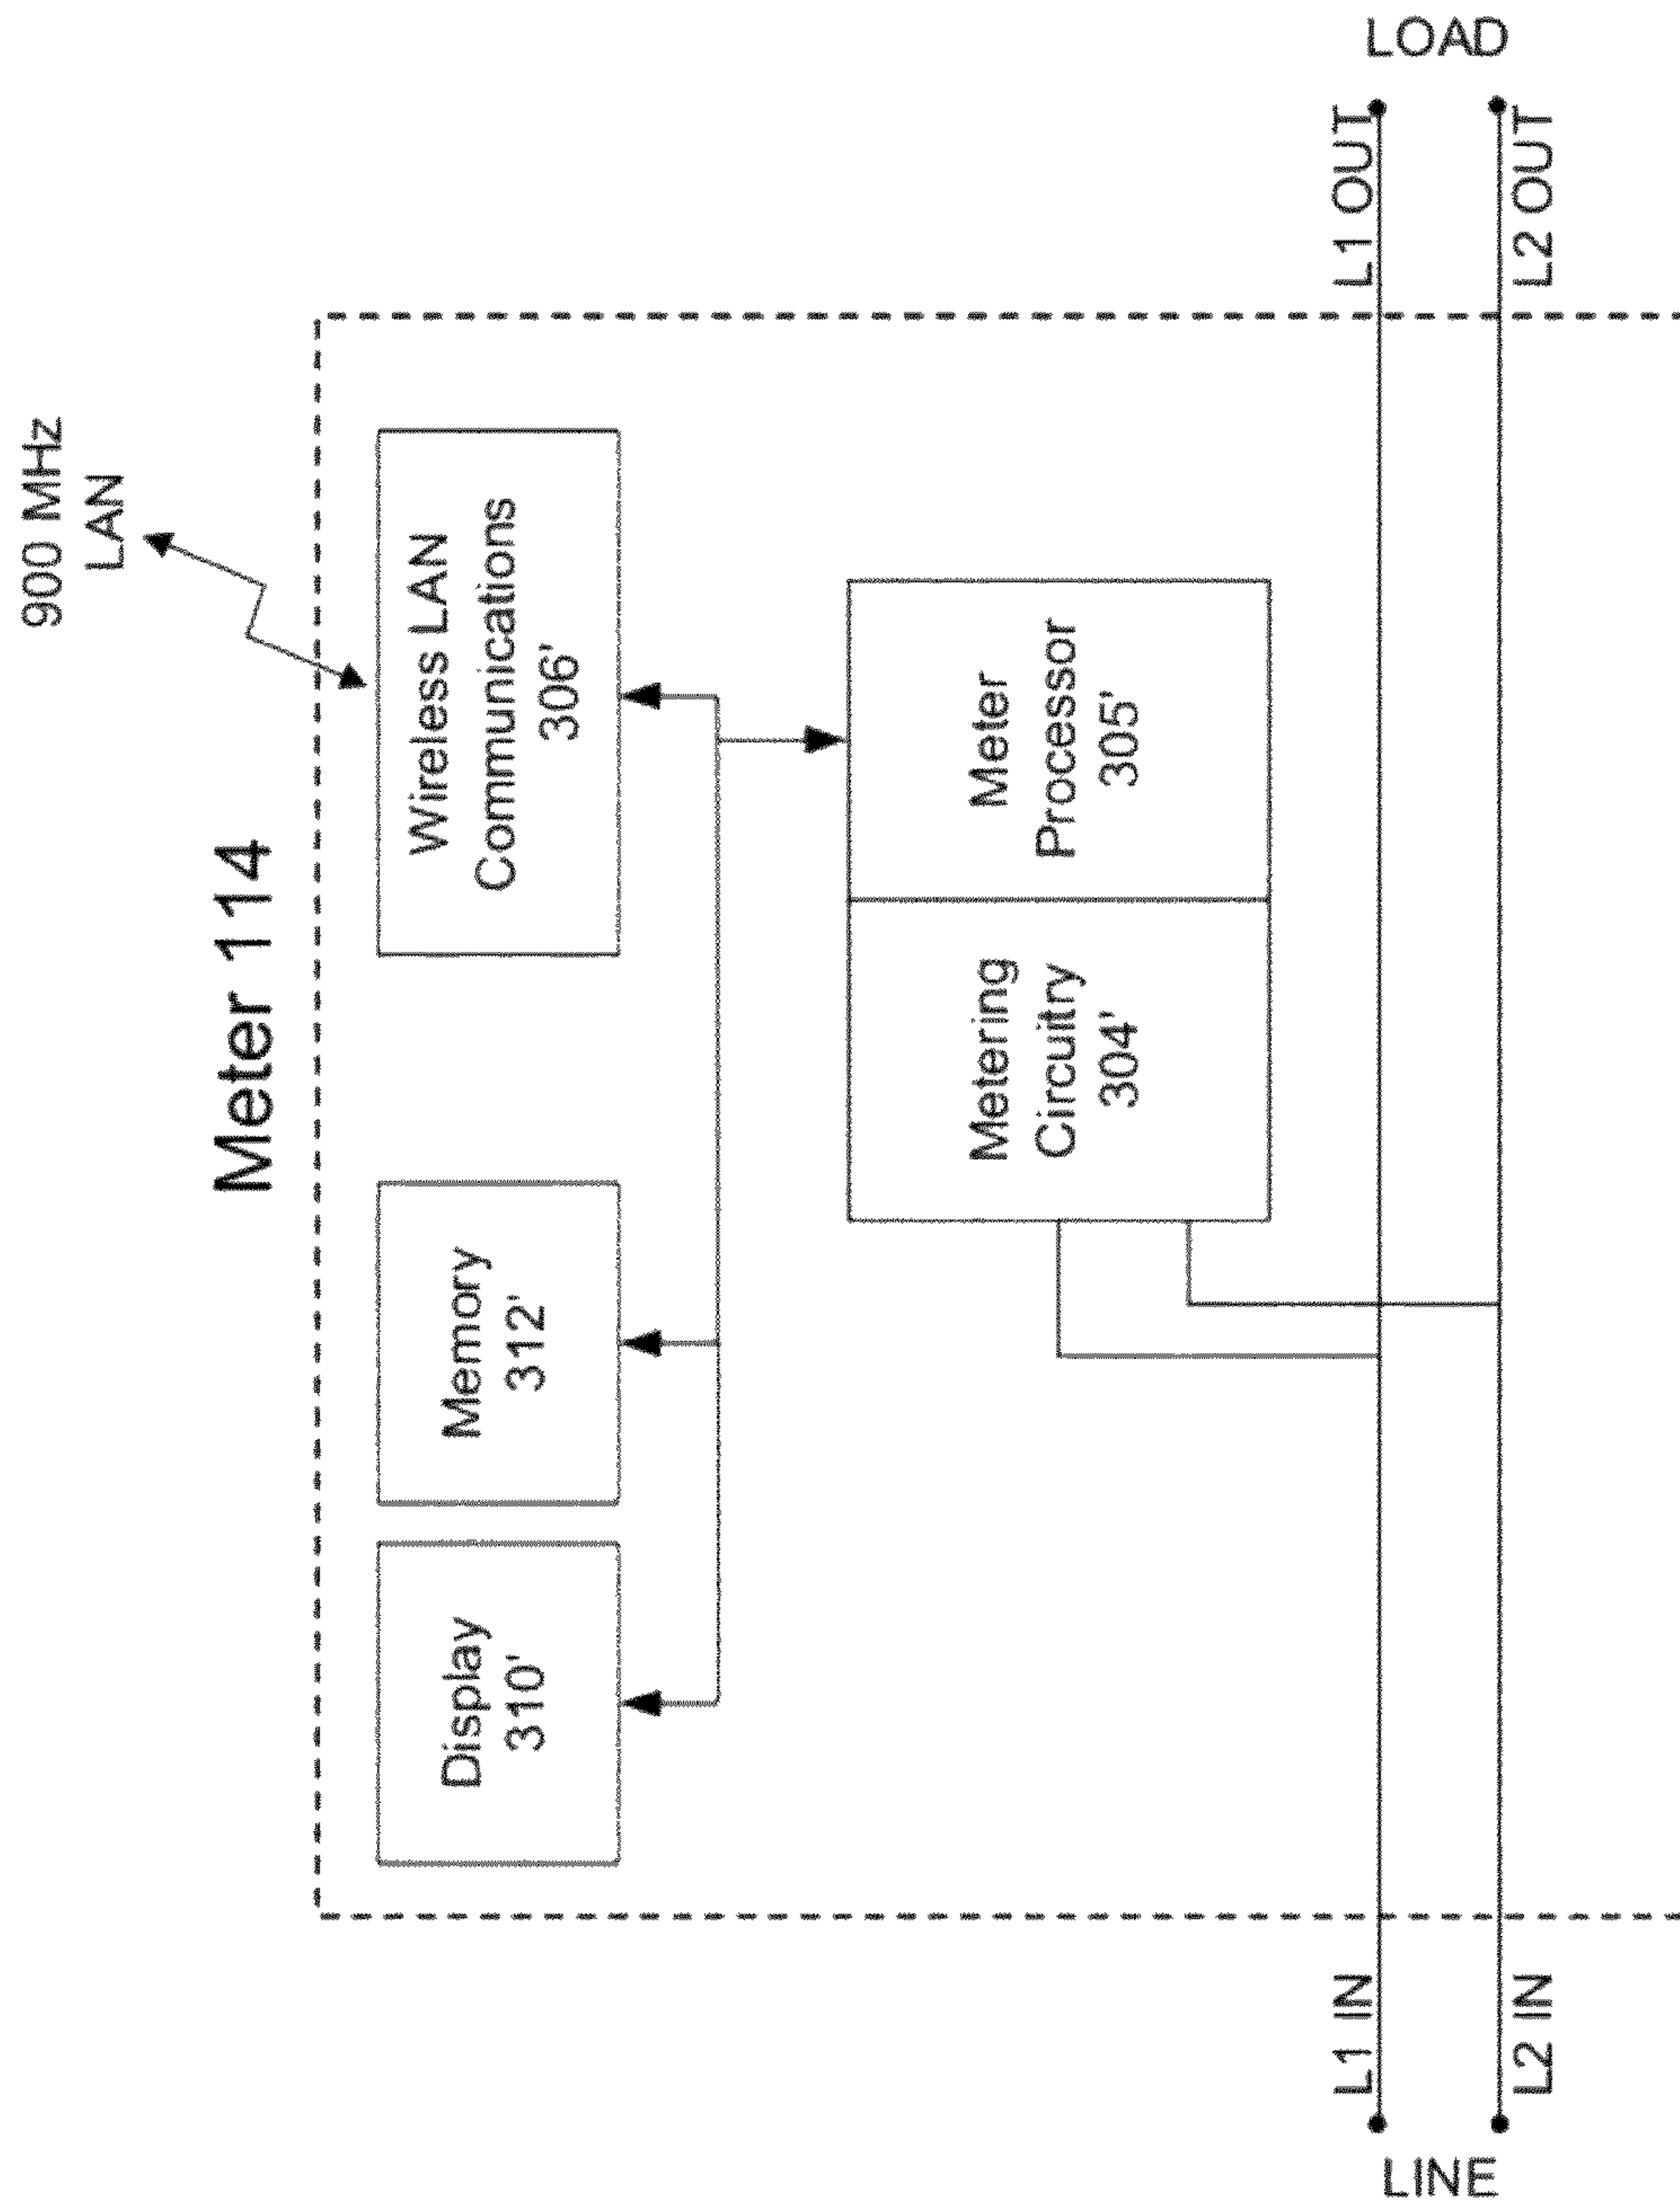 Meter 114
900 MHz
LAN
Display
310'
Memory
312'
Wireless LAN
Communications
306'
Metering
Circuitry
304'
Meter
Processor
305'
L1 IN
L1 OUT
LINE
LOAD
L2 IN
L2 OUT